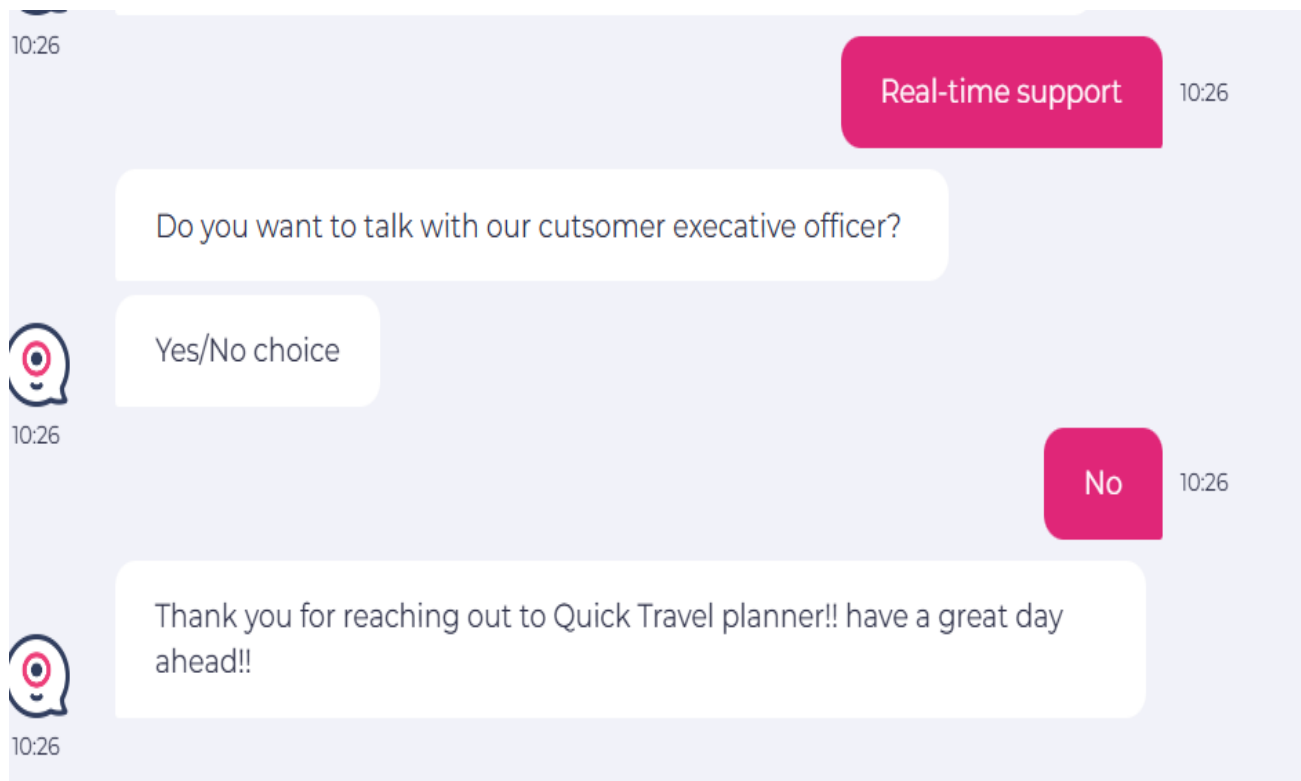 10:26
Real-time support
10:26
Do you want to talk with our cutsomer execative officer?
Yes/No choice
10:26
No
10:26
Thank you for reaching out to Quick Travel planner!! have a great day
ahead!!
10:26